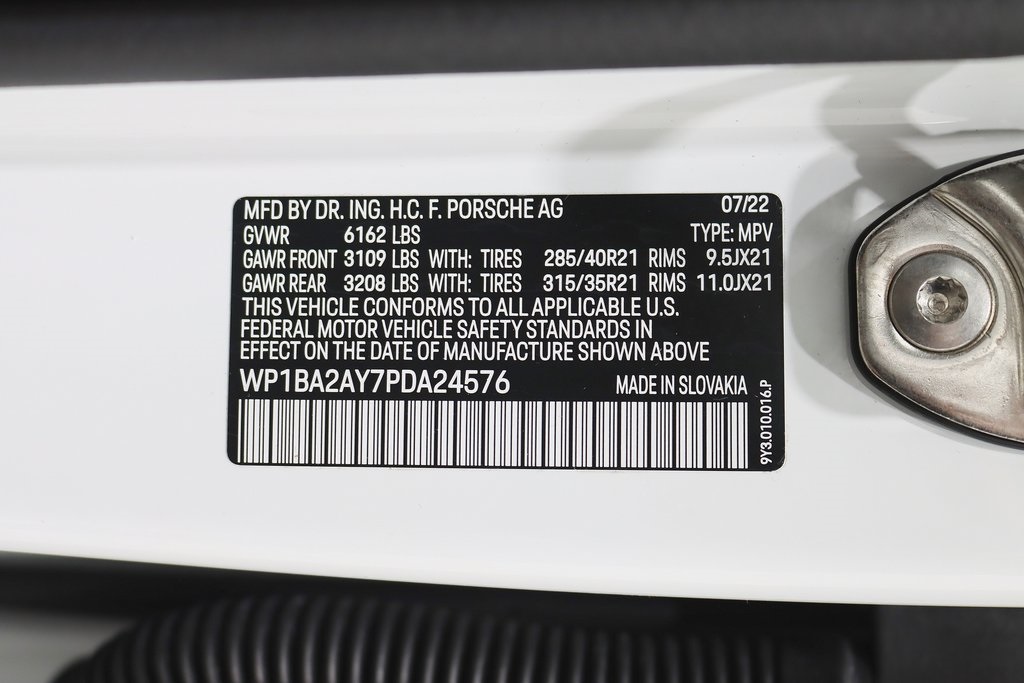 MFD BY DR. ING. H.C. F. PORSCHE AG 07/22
GVWR 6162 LBS TYPE: MPV
GAWR FRONT 3109 LBS WITH: TIRES 285/40R21 RIMS 9.5JX21
GAWR REAR 3208 LBS WITH: TIRES 315/35R21 RIMS 11.0JX21
THIS VEHICLE CONFORMS TO ALL APPLICABLE U.S.
FEDERAL MOTOR VEHICLE SAFETY STANDARDS IN
EFFECT ON THE DATE OF MANUFACTURE SHOWN ABOVE
WP1BA2AY7PDA24576 MADE IN SLOVAKIA
9Y3.010.016.P